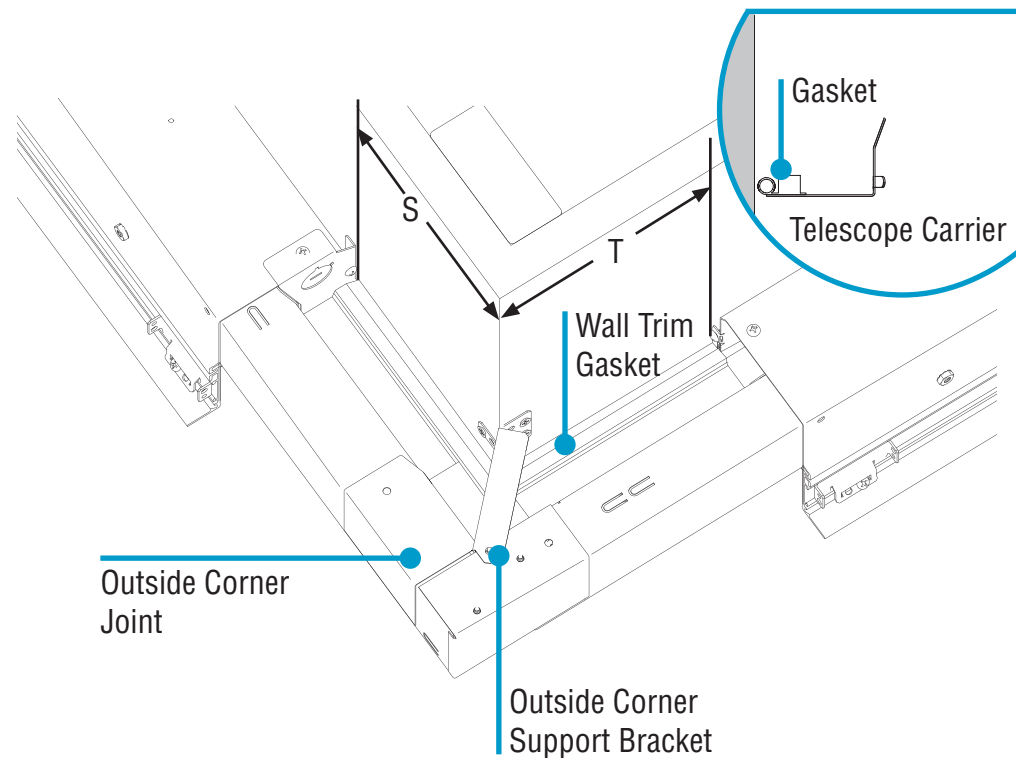 Gasket
Telescope Carrier
S
T
Wall Trim
Gasket
Outside Corner
Joint
Outside Corner
Support Bracket